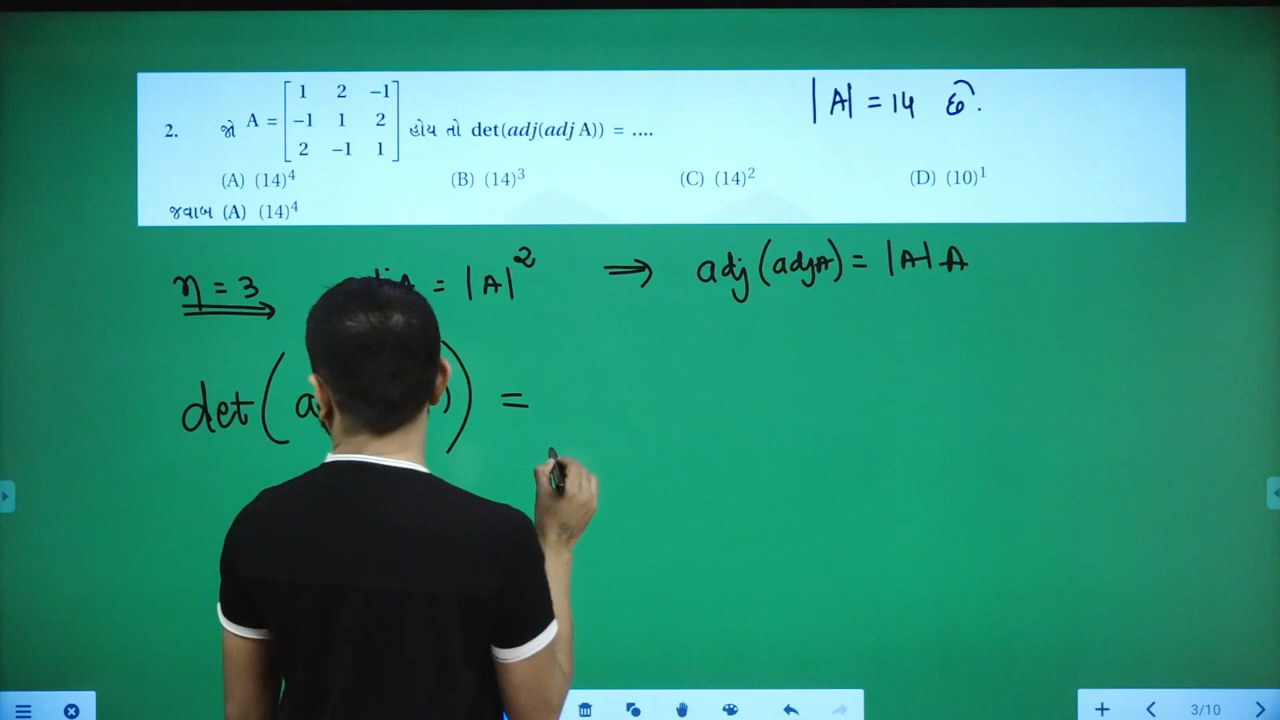 2. જો A = [1 2 −1
−1 1 2
2 −1 1] હોય તો det(adj(adj A)) = ....
|A| = 14 છે.
(A) (14)⁴ (B) (14)³ (C) (14)² (D) (10)¹
જવાબ (A) (14)⁴
n = 3 A = |A|² ⟹ adj(adjA) = |A| A
det( ) =
3/10